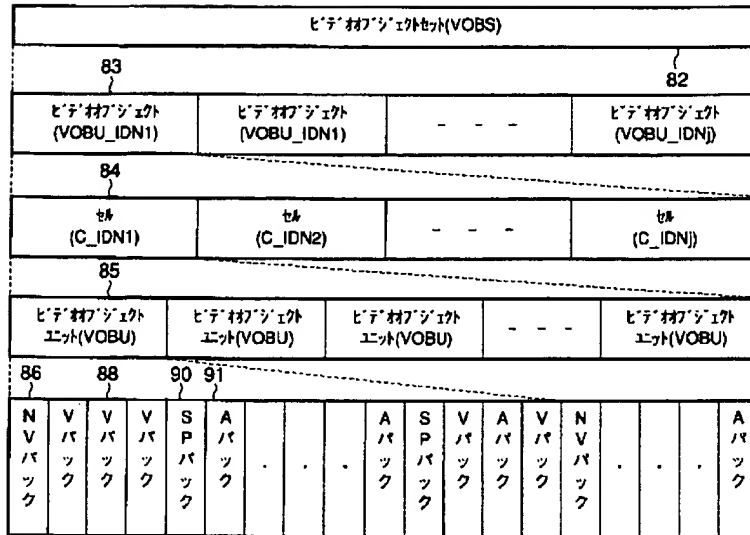 ビデオオブジェクトセット(VOBS)
83
82
ビデオオブジェクト
(VOBU_IDN1)
ビデオオブジェクト
(VOBU_IDN1)
- - -
ビデオオブジェクト
(VOBU_IDNj)
84
セル
(C_IDN1)
セル
(C_IDN2)
- - -
セル
(C_IDNj)
85
ビデオオブジェクト
ユニット(VOBU)
ビデオオブジェクト
ユニット(VOBU)
ビデオオブジェクト
ユニット(VOBU)
- - -
ビデオオブジェクト
ユニット(VOBU)
86
88
90
91
NVパック
Vパック
Vパック
Vパック
SPパック
Aパック
. . .
Aパック
SPパック
Vパック
Aパック
Vパック
NVパック
. . .
Aパック